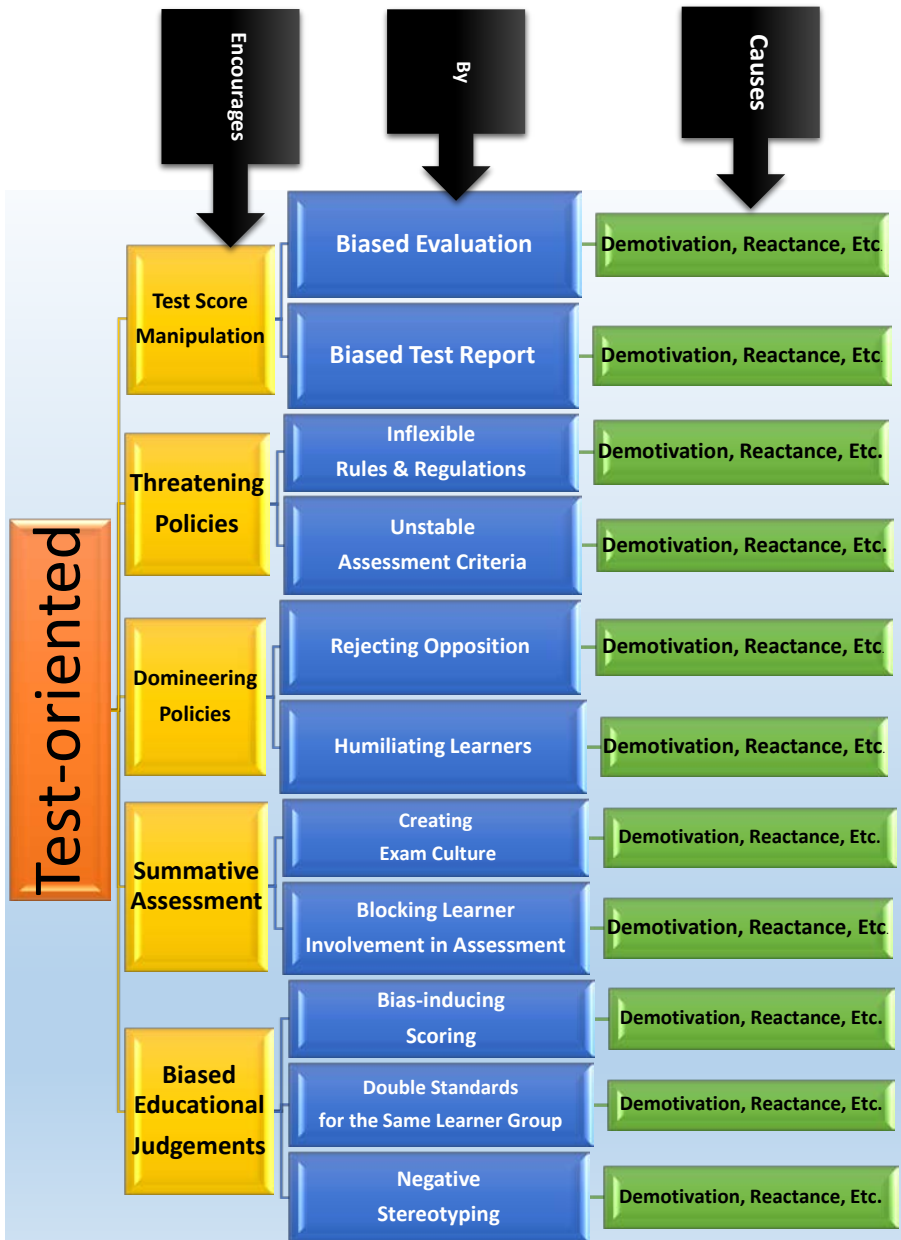 Encourages
By
Causes
Test-oriented
Test Score
Manipulation
Biased Evaluation
Demotivation, Reactance, Etc.
Biased Test Report
Demotivation, Reactance, Etc.
Threatening
Policies
Inflexible
Rules & Regulations
Demotivation, Reactance, Etc.
Unstable
Assessment Criteria
Demotivation, Reactance, Etc.
Domineering
Policies
Rejecting Opposition
Demotivation, Reactance, Etc.
Humiliating Learners
Demotivation, Reactance, Etc.
Summative
Assessment
Creating
Exam Culture
Demotivation, Reactance, Etc.
Blocking Learner
Involvement in Assessment
Demotivation, Reactance, Etc.
Biased
Educational
Judgements
Bias-inducing
Scoring
Demotivation, Reactance, Etc.
Double Standards
for the Same Learner Group
Demotivation, Reactance, Etc.
Negative
Stereotyping
Demotivation, Reactance, Etc.